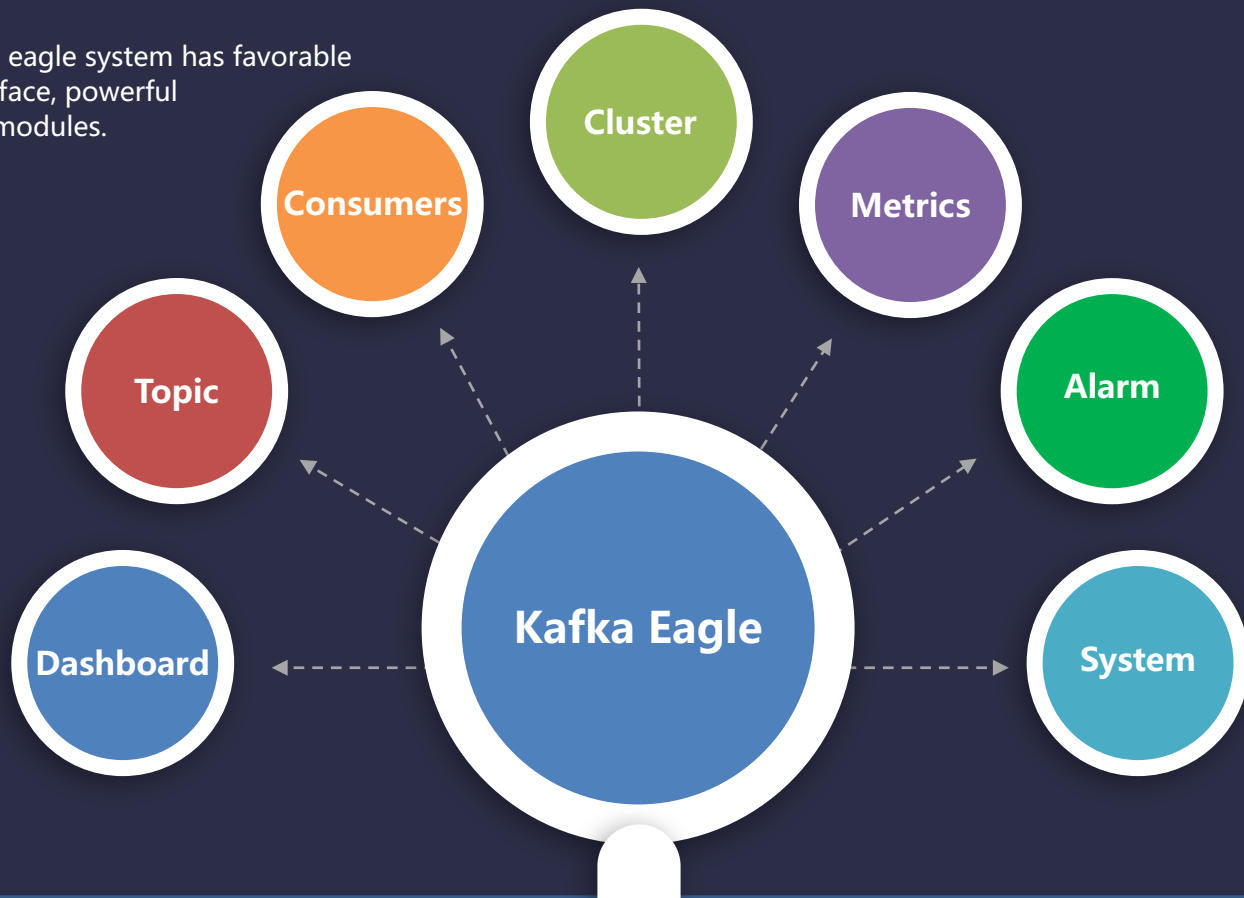 eagle system has favorable
face, powerful
modules.
Cluster
Consumers
Metrics
Topic
Alarm
Kafka Eagle
Dashboard
System